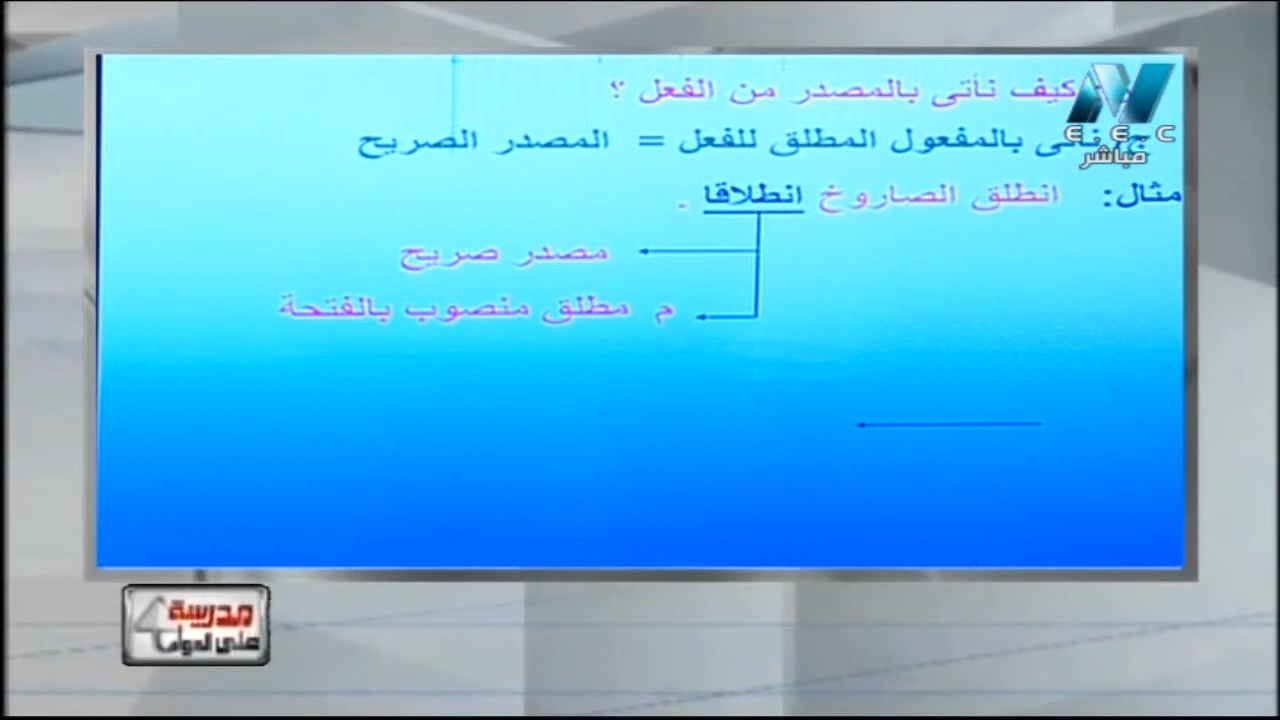 كيف نأتى بالمصدر من الفعل ؟
ج/ نأتى بالمفعول المطلق للفعل = المصدر الصريح
مثال: انطلق الصاروخ انطلاقا .
مصدر صريح
م مطلق منصوب بالفتحة
E E C
مباشر
مدرسة
على الهواء